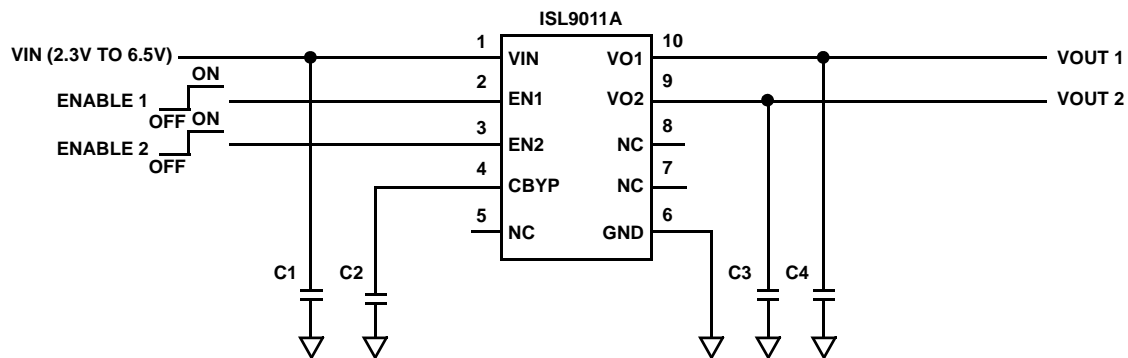 ISL9011A
VIN (2.3V TO 6.5V)
1
VIN
VO1
10
VOUT 1
ON
ENABLE 1
OFF
2
EN1
VO2
9
VOUT 2
ON
ENABLE 2
OFF
3
EN2
NC
8
4
CBYP
NC
7
5
NC
GND
6
C1
C2
C3
C4